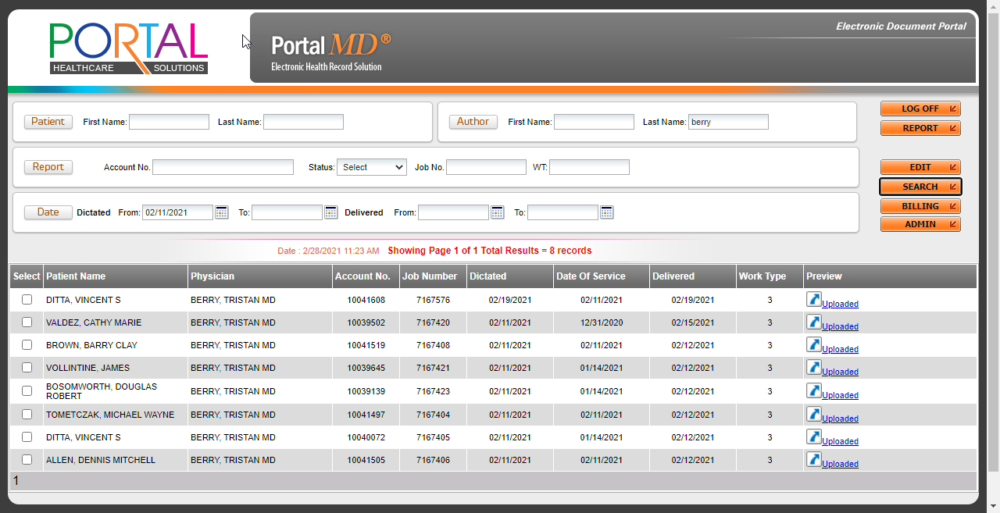 PORTAL
HEALTHCARE SOLUTIONS
Portal MD®
Electronic Health Record Solution
Electronic Document Portal
Patient First Name: Last Name: Author First Name: Last Name: berry
LOG OFF
REPORT
Report Account No. Status: Select Job No. WT:
EDIT
SEARCH
Date Dictated From: 02/11/2021 To: Delivered From: To:
BILLING
ADMIN
Date : 2/28/2021 11:23 AM Showing Page 1 of 1 Total Results = 8 records
Select Patient Name Physician Account No. Job Number Dictated Date Of Service Delivered Work Type Preview
DITTA, VINCENT S BERRY, TRISTAN MD 10041608 7167576 02/19/2021 02/11/2021 02/19/2021 3 Uploaded
VALDEZ, CATHY MARIE BERRY, TRISTAN MD 10039502 7167420 02/11/2021 12/31/2020 02/15/2021 3 Uploaded
BROWN, BARRY CLAY BERRY, TRISTAN MD 10041519 7167408 02/11/2021 02/11/2021 02/12/2021 3 Uploaded
VOLLINTINE, JAMES BERRY, TRISTAN MD 10039645 7167421 02/11/2021 01/14/2021 02/12/2021 3 Uploaded
BOSOMWORTH, DOUGLAS
ROBERT BERRY, TRISTAN MD 10039139 7167423 02/11/2021 01/14/2021 02/12/2021 3 Uploaded
TOMETCZAK, MICHAEL WAYNE BERRY, TRISTAN MD 10041497 7167404 02/11/2021 02/11/2021 02/12/2021 3 Uploaded
DITTA, VINCENT S BERRY, TRISTAN MD 10040072 7167405 02/11/2021 01/14/2021 02/12/2021 3 Uploaded
ALLEN, DENNIS MITCHELL BERRY, TRISTAN MD 10041505 7167406 02/11/2021 02/11/2021 02/12/2021 3 Uploaded
1